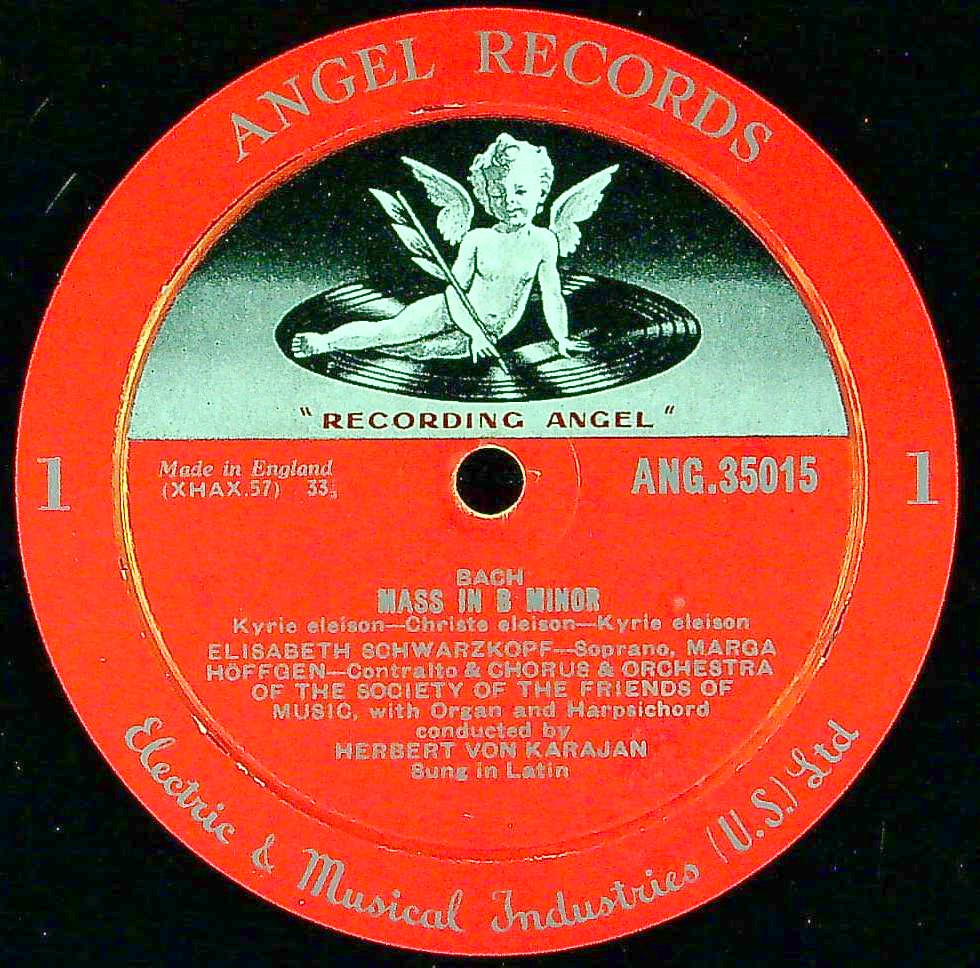 ANGEL RECORDS
"RECORDING ANGEL"
1
Made in England
(XHAX.57) 33⅓
ANG.35015
1
BACH
MASS IN B MINOR
Kyrie eleison—Christe eleison—Kyrie eleison
ELISABETH SCHWARZKOPF—Soprano, MARGA
HÖFFGEN—Contralto & CHORUS & ORCHESTRA
OF THE SOCIETY OF THE FRIENDS OF
MUSIC, with Organ and Harpsichord
conducted by
HERBERT VON KARAJAN
Sung in Latin
Electric & Musical Industries (U.S.) Ltd